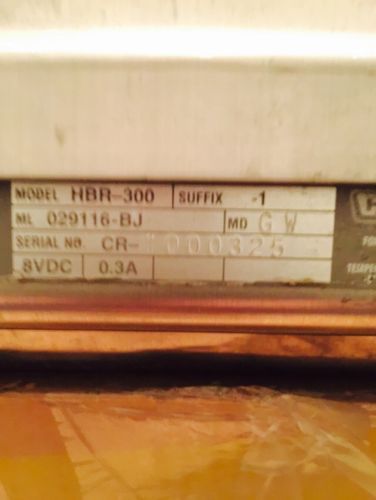 MODEL HBR-300 SUFFIX -1
ML 029116-BJ MD G W
SERIAL NO. CR- 000325
8VDC 0.3A